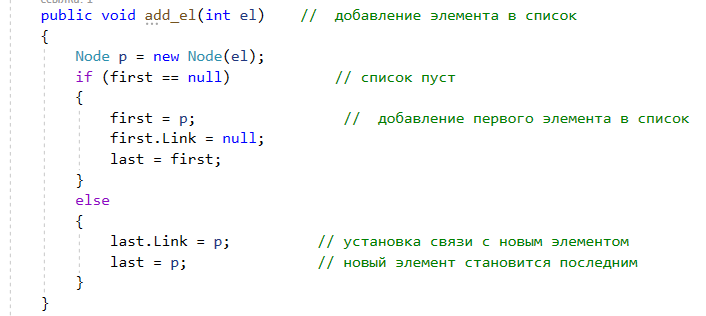 ссылка: 1
public void add_el(int el)    //  добавление элемента в список
{
    Node p = new Node(el);
    if (first == null)            // список пуст
    {
        first = p;                 //  добавление первого элемента в список
        first.Link = null;
        last = first;
    }
    else
    {
        last.Link = p;          // установка связи с новым элементом
        last = p;               // новый элемент становится последним
    }
}